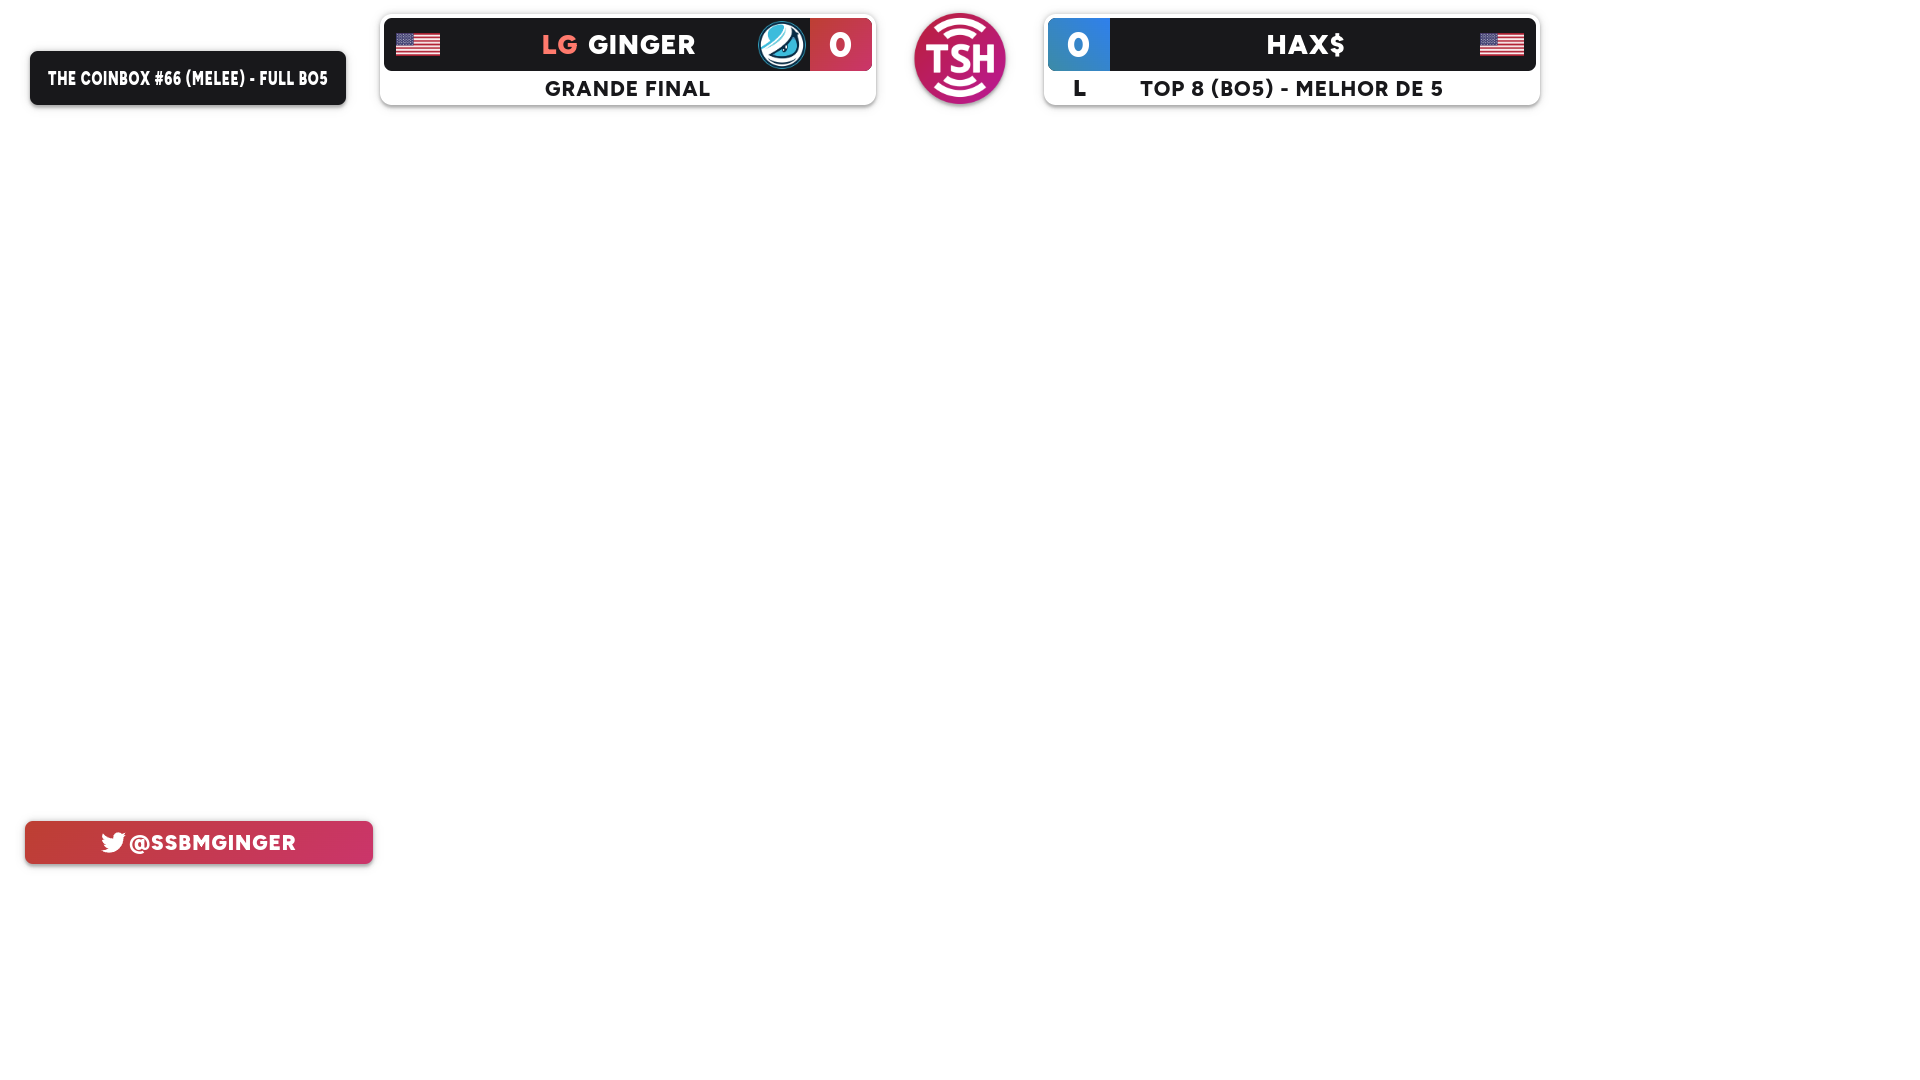 THE COINBOX #66 (MELEE) - FULL BO5
LG GINGER 0
GRANDE FINAL
TSH
0 HAX$
L TOP 8 (BO5) - MELHOR DE 5
@SSBMGINGER